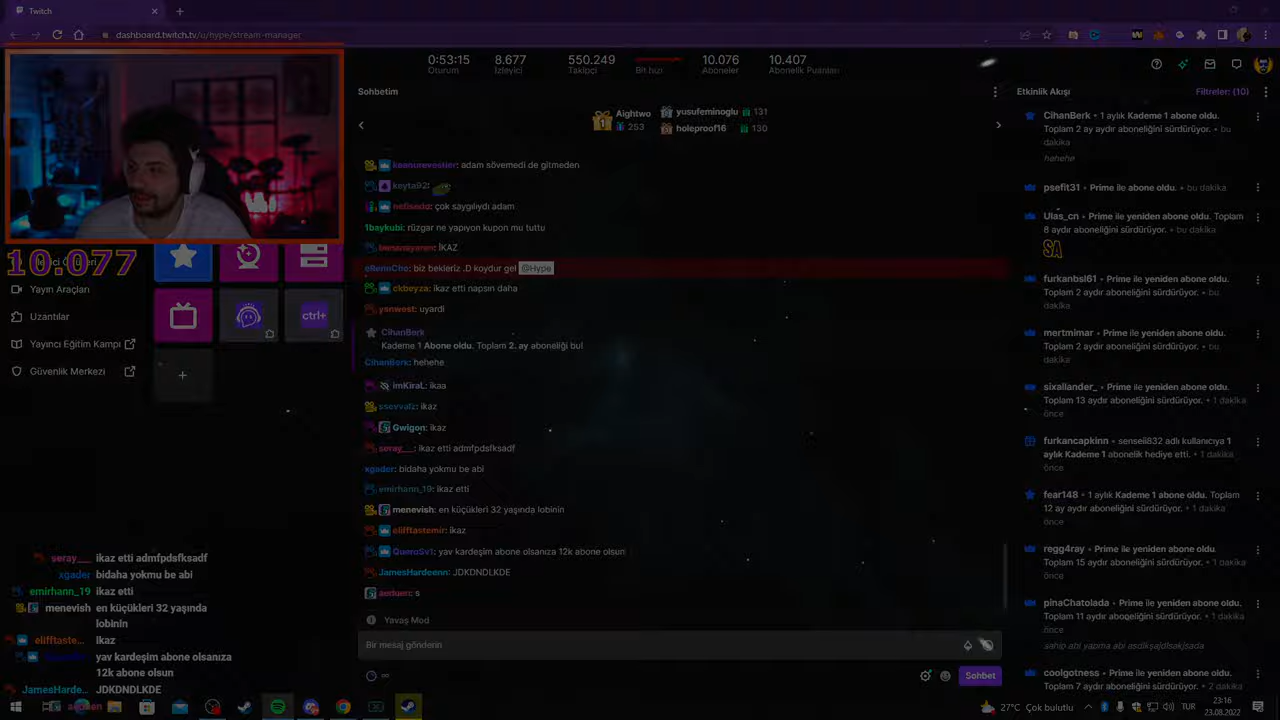 Twitch
dashboard.twitch.tv/u/hype/stream-manager
0:53:15
Oturum
8.677
İzleyici
550.249
Takipçi
Bit hızı
10.076
Aboneler
10.407
Abonelik Puanları
Sohbetim
Aightwo
253
yusufeminoglu 131
holeproof16 130
adam sövemedi de gitmeden
keyta92:
nefisedd: çok saygılıydı adam
1baykubi: rüzgar ne yapıyon kupon mu tuttu
İKAZ
eRennCho: biz bekleriz .D koydur gel @Hype
ckbeyza: ikaz etti napsın daha
ysnwest: uyardi
CihanBerk
Kademe 1 Abone oldu. Toplam 2. ay aboneliği bu!
CihanBerk: hehehe
imKiraL: ikaa
ikaz
Gwigon: ikaz
seray__: ikaz etti admfpdsfksadf
xgader: bidaha yokmu be abi
emirhann_19: ikaz etti
menevish: en küçükleri 32 yaşında lobinin
elifftastemir: ikaz
QueroSv1: yav kardeşim abone olsanıza 12k abone olsun
JamesHardeenn: JDKDNDLKDE
aeduen: s
Yavaş Mod
Bir mesaj gönderin
Sohbet
10.077
Yayın Araçları
Uzantılar
Yayıncı Eğitim Kampı
Güvenlik Merkezi
ctrl+
seray__: ikaz etti admfpdsfksadf
xgader bidaha yokmu be abi
emirhann_19 ikaz etti
menevish en küçükleri 32 yaşında
lobinin
elifftaste... ikaz
yav kardeşim abone olsanıza
12k abone olsun
JamesHarde... JDKDNDLKDE
Etkinlik Akışı
Filtreler: (10)
CihanBerk • 1 aylık Kademe 1 abone oldu.
Toplam 2 ay aydır aboneliğini sürdürüyor. • bu
dakika
hahehe
psefit31 • Prime ile abone oldu. • bu dakika
Ulas_cn • Prime ile yeniden abone oldu. Toplam
8 aydır aboneliğini sürdürüyor. • bu dakika
SA
furkanbsl61 • Prime ile yeniden abone oldu.
Toplam 2 aydır aboneliğini sürdürüyor. • bu
dakika
mertmimar • Prime ile yeniden abone oldu.
Toplam 2 aydır aboneliğini sürdürüyor. • bu
dakika
sixallander_ • Prime ile yeniden abone oldu.
Toplam 13 aydır aboneliğini sürdürüyor. • 1 dakika
önce
furkancapkinn • senseii832 adlı kullanıcıya 1
aylık Kademe 1 abonelik hediye etti. • 1 dakika
önce
fear148 • 1 aylık Kademe 1 abone oldu. Toplam
12 ay aydır aboneliğini sürdürüyor. • 1 dakika
önce
regg4ray • Prime ile yeniden abone oldu.
Toplam 15 aydır aboneliğini sürdürüyor. • 1 dakika
önce
pinaChatolada • Prime ile yeniden abone oldu.
Toplam 11 aydır aboneliğini sürdürüyor. • 1 dakika
önce
sahip abi yapma abi asdikşajdlsakjsada
coolgotness • Prime ile yeniden abone oldu.
Toplam 7 aydır aboneliğini sürdürüyor. • 2 dakika
27°C Çok bulutlu
TUR
23:16
23.08.2022